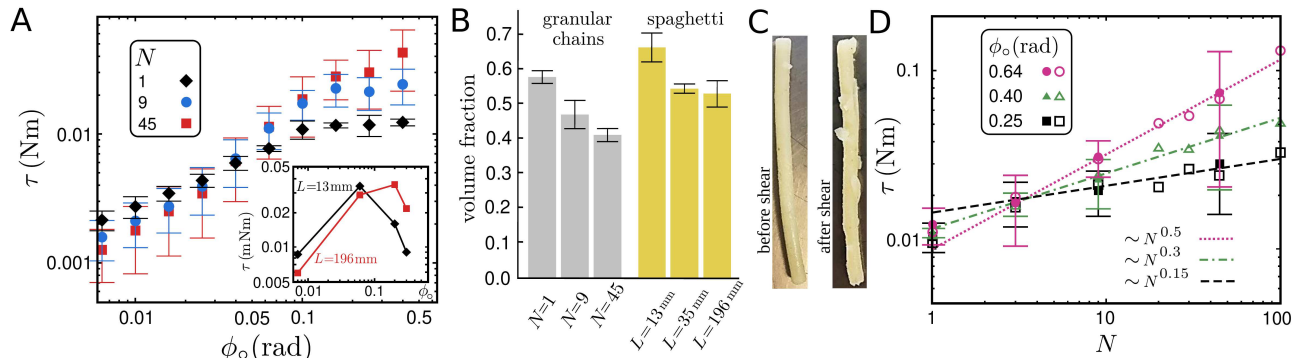 A
N
1
9
45
τ (Nm)
0.01
0.001
0.01
0.1
0.5
ϕ∘(rad)
0.05
0.02
0.01
0.005
τ (mNm)
L=13mm
L=196mm
0.01
0.1
ϕ∘
B
granular chains
spaghetti
volume fraction
0.7
0.6
0.5
0.4
0.3
0.2
0.1
0.0
N=1
N=9
N=45
L=13mm
L=35mm
L=196mm
C
before shear
after shear
D
ϕ∘(rad)
0.64
0.40
0.25
τ (Nm)
0.1
0.01
~N^0.5
~N^0.3
~N^0.15
1
10
100
N